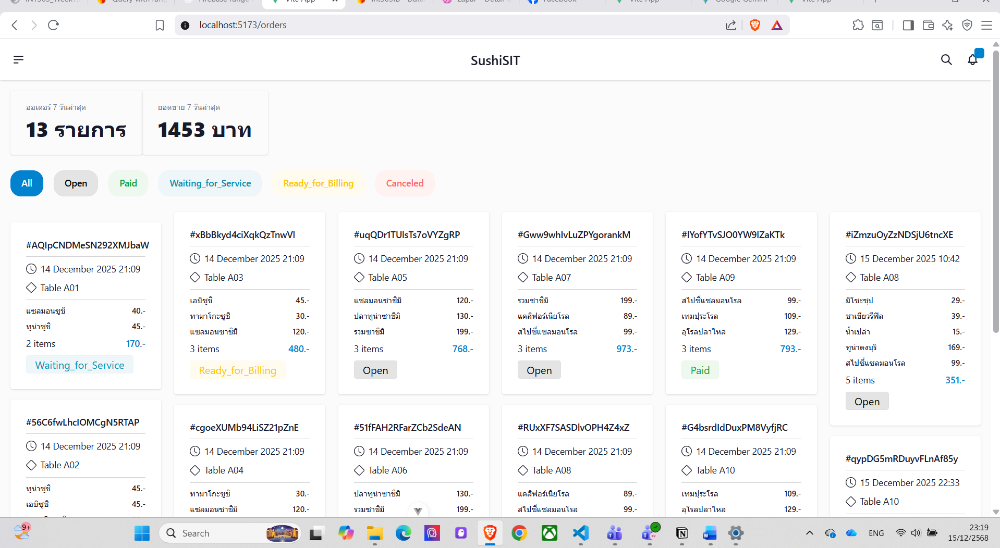 Vite App
Facebook
Vite App
Google Gemini
Vite App
localhost:5173/orders
SushiSIT
ออเดอร์ 7 วันล่าสุด
13 รายการ
ยอดขาย 7 วันล่าสุด
1453 บาท
All
Open
Paid
Waiting_for_Service
Ready_for_Billing
Canceled
#AQIpCNDMeSN292XMJbaW
14 December 2025 21:09
Table A01
แซลมอนซูชิ 40.-
ทูน่าซูชิ 45.-
2 items 170.-
Waiting_for_Service
#xBbBkyd4ciXqkQzTnwVl
14 December 2025 21:09
Table A03
เอบิซูชิ 45.-
ทามาโกะซูชิ 30.-
แซลมอนซาชิมิ 120.-
3 items 480.-
Ready_for_Billing
#uqQDr1TUlsTs7oVYZgRP
14 December 2025 21:09
Table A05
แซลมอนซาชิมิ 120.-
ปลาทูน่าซาชิมิ 130.-
รวมซาชิมิ 199.-
3 items 768.-
Open
#Gww9whIvLuZPYgorankM
14 December 2025 21:09
Table A07
รวมซาชิมิ 199.-
แคลิฟอร์เนียโรล 89.-
สไปซี่แซลมอนโรล 99.-
3 items 973.-
Open
#lYofYTvSJO0YW9lZaKTk
14 December 2025 21:09
Table A09
สไปซี่แซลมอนโรล 99.-
เทมปุระโรล 109.-
อุโรลปลาไหล 129.-
3 items 793.-
Paid
#iZmzuOyZzNDSjU6tncXE
15 December 2025 10:42
Table A08
มิโซะซุป 29.-
ชาเขียวรีฟิล 39.-
น้ำเปล่า 15.-
ทูน่าดงบุริ 169.-
สไปซี่แซลมอนโรล 99.-
5 items 351.-
Open
#56C6fwLhcIOMCgN5RTAP
14 December 2025 21:09
Table A02
ทูน่าซูชิ 45.-
เอบิซูชิ 45.-
#cgoeXUMb94LiSZ21pZnE
14 December 2025 21:09
Table A04
ทามาโกะซูชิ 30.-
แซลมอนซาชิมิ 120.-
#51fFAH2RFarZCb2SdeAN
14 December 2025 21:09
Table A06
ปลาทูน่าซาชิมิ 130.-
รวมซาชิมิ 199.-
#RUxXF7SASDlvOPH4Z4xZ
14 December 2025 21:09
Table A08
แคลิฟอร์เนียโรล 89.-
สไปซี่แซลมอนโรล 99.-
#G4bsrdIdDuxPM8VyfjRC
14 December 2025 21:09
Table A10
เทมปุระโรล 109.-
อุโรลปลาไหล 129.-
#qypDG5mRDuyvFLnAf85y
15 December 2025 22:33
Table A10
9+
Search
ENG
23:19
15/12/2568